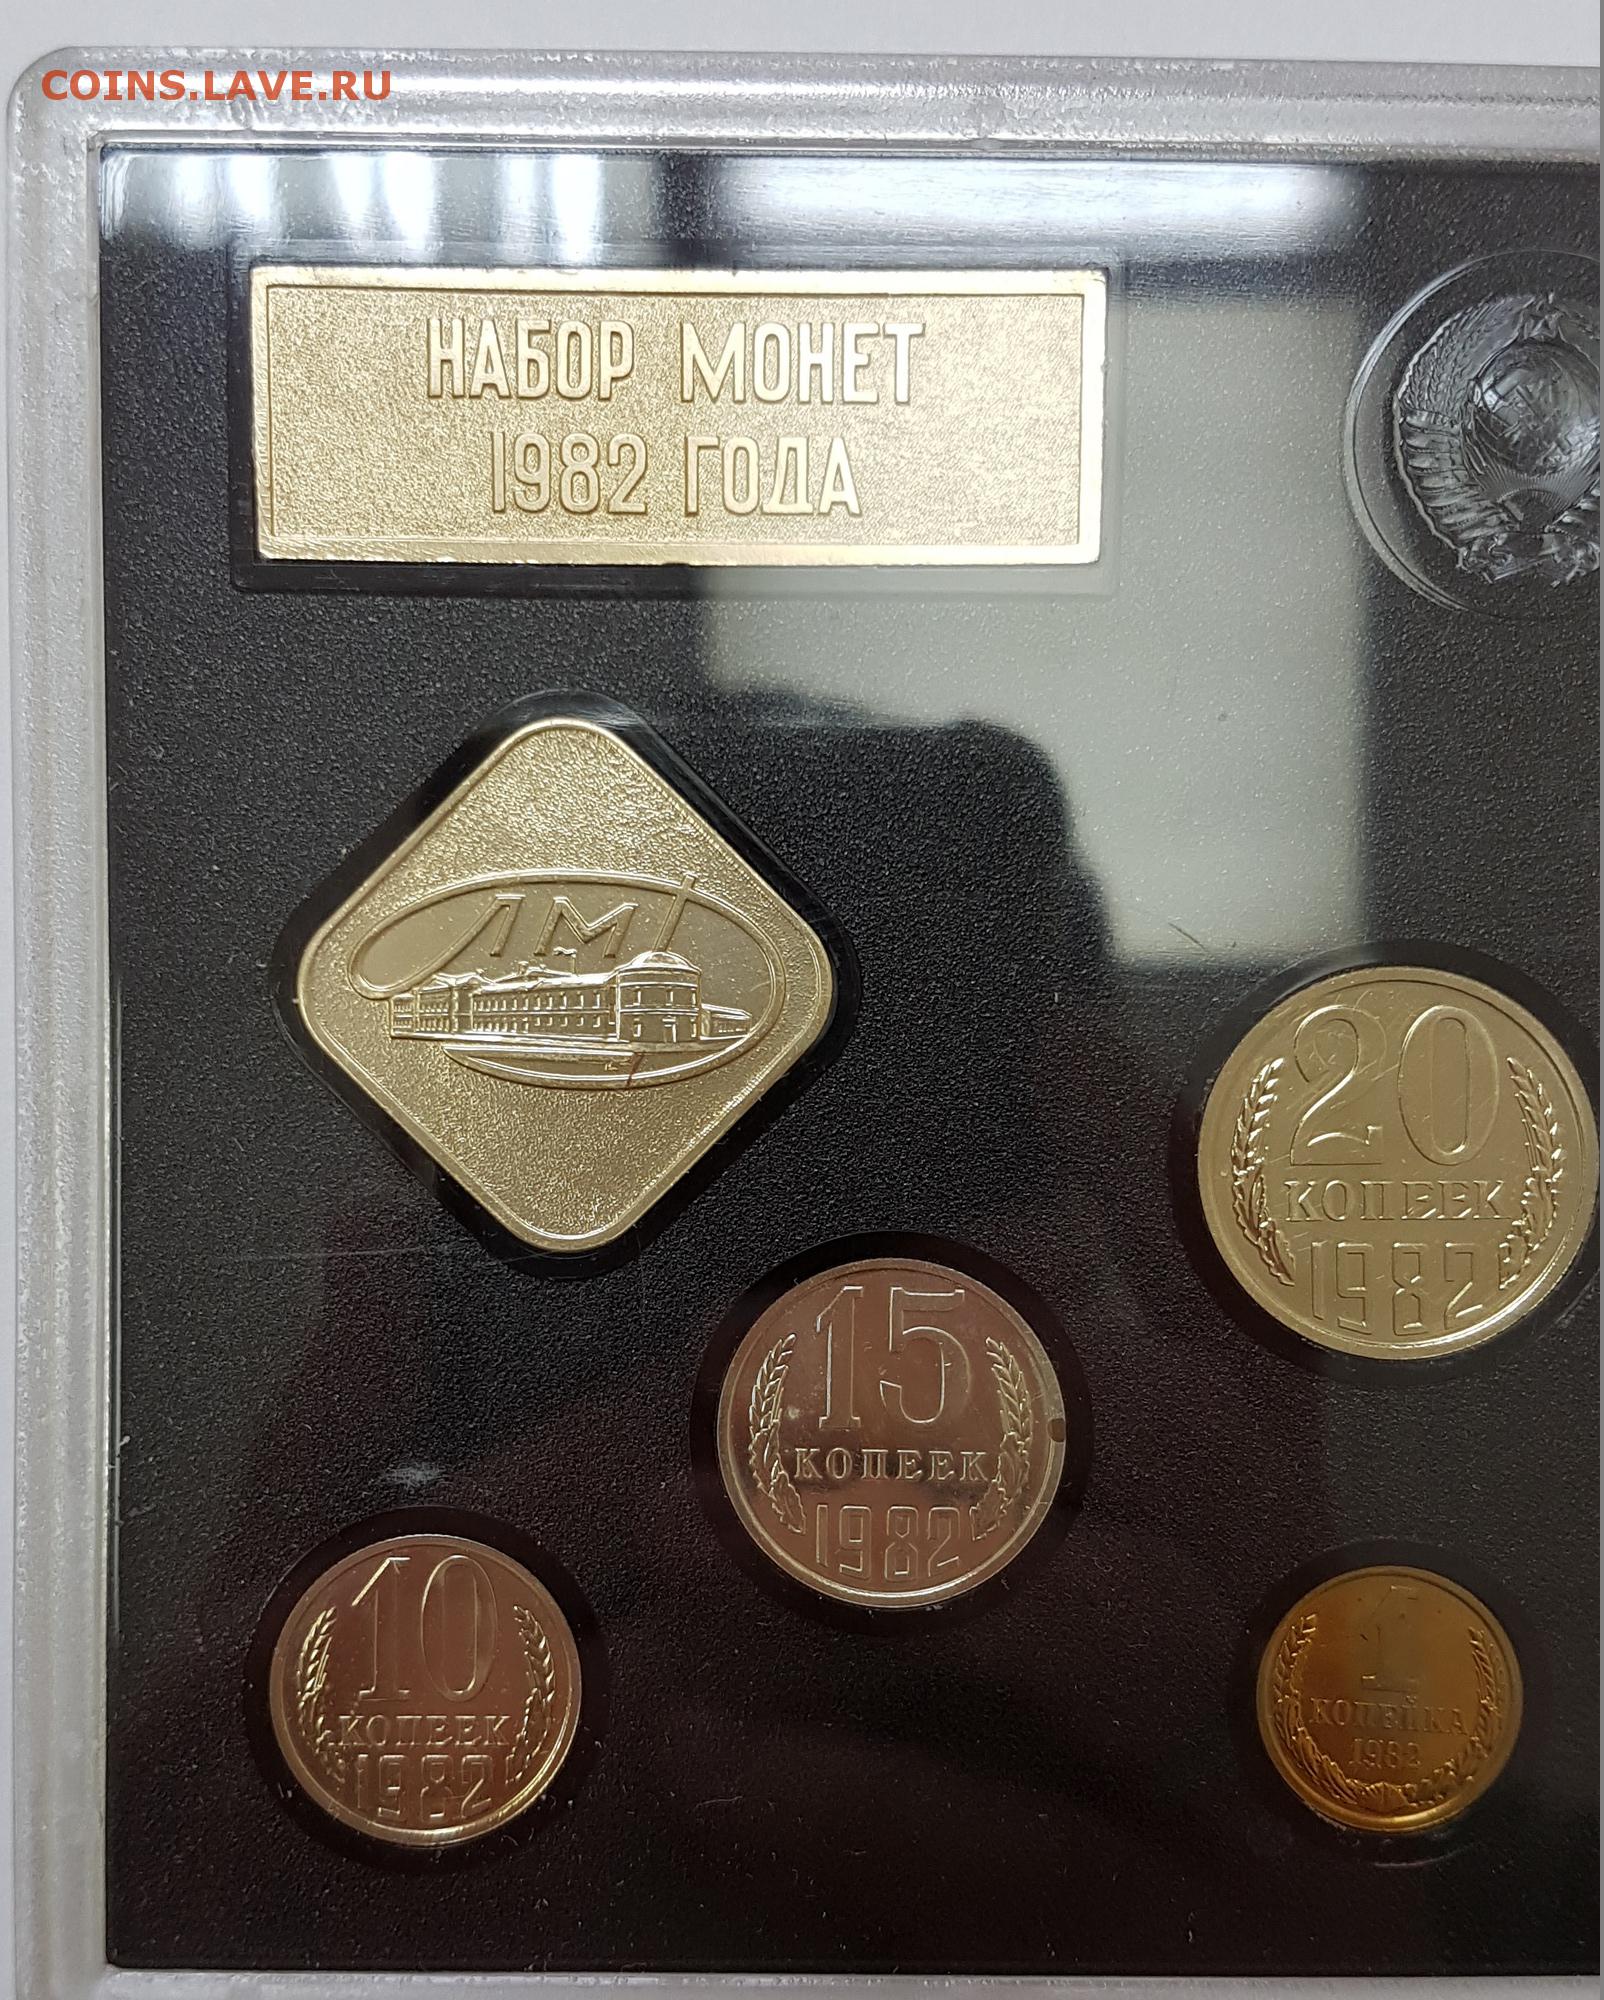 COINS.LAVE.RU
НАБОР МОНЕТ
1982 ГОДА
ЛМД
20
КОПЕЕК
1982
15
КОПЕЕК
1982
10
КОПЕЕК
1982
1
КОПЕЙКА
1982